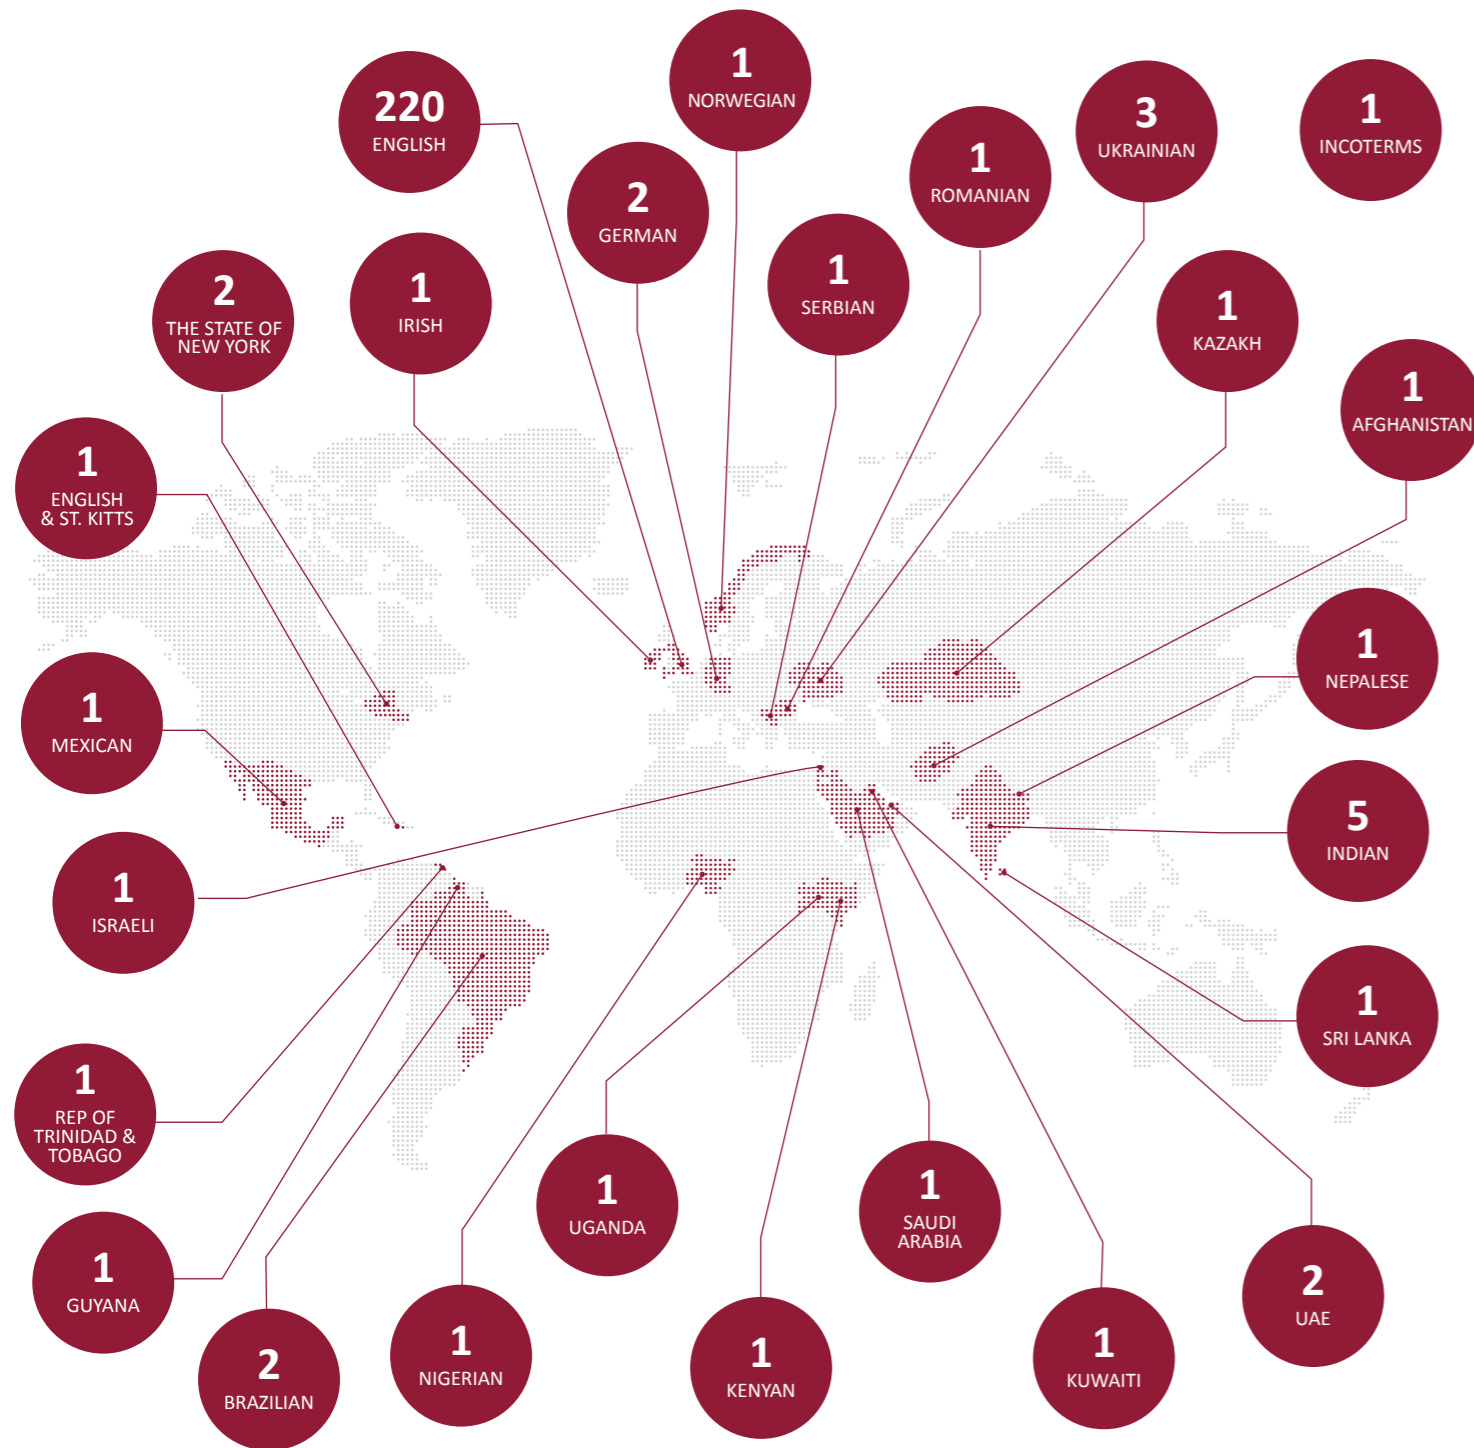 220
ENGLISH
1
NORWEGIAN
3
UKRAINIAN
1
INCOTERMS
2
GERMAN
1
ROMANIAN
1
SERBIAN
2
THE STATE OF
NEW YORK
1
IRISH
1
KAZAKH
1
AFGHANISTAN
1
ENGLISH
& ST. KITTS
1
NEPALESE
1
MEXICAN
5
INDIAN
1
ISRAELI
1
SRI LANKA
1
REP OF
TRINIDAD &
TOBAGO
1
UGANDA
1
SAUDI
ARABIA
1
GUYANA
2
UAE
2
BRAZILIAN
1
NIGERIAN
1
KENYAN
1
KUWAITI